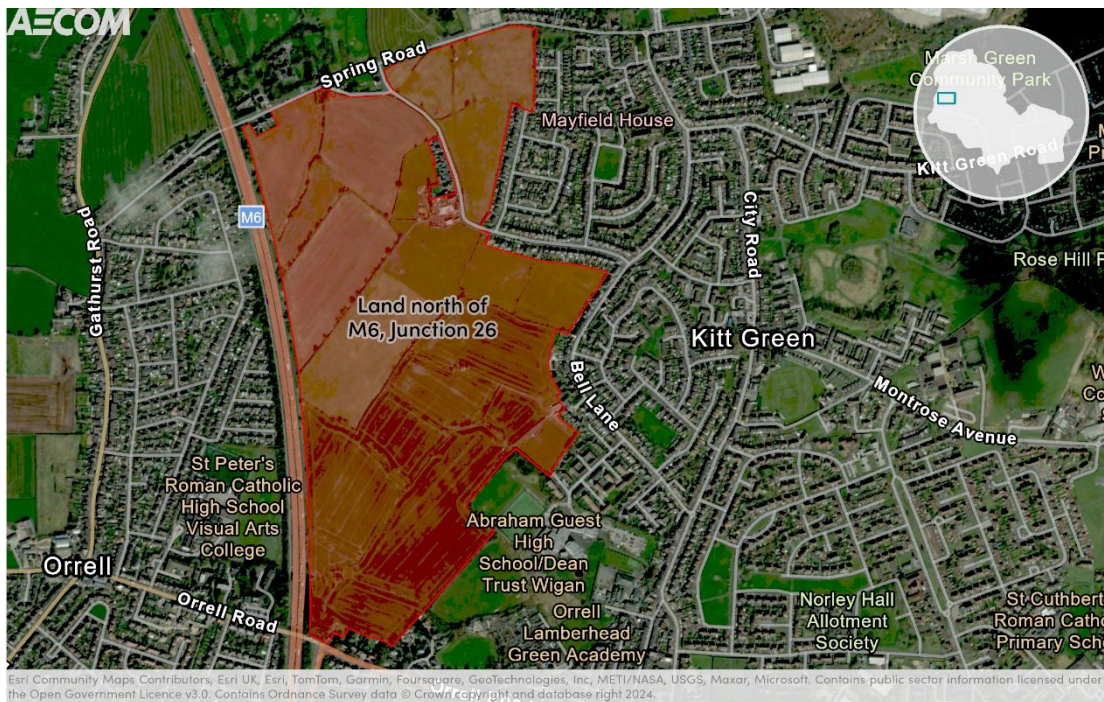 AECOM
Spring Road
Marsh Green
Community Park
Mayfield House
Kitt Green Road
M6
City Road
Gathurst Road
Rose Hill
Land north of
M6, Junction 26
Kitt Green
Bell Lane
Montrose Avenue
St Peter's
Roman Catholic
High School
Visual Arts
College
Abraham Guest
High
School/Dean
Trust Wigan
Orrell
Orrell Road
Orrell
Lamberhead
Green Academy
Norley Hall
Allotment
Society
St Cuthbert
Roman Catho
Primary Scho
Esri Community Maps Contributors, Esri UK, Esri, TomTom, Garmin, Foursquare, GeoTechnologies, Inc, METI/NASA, USGS, Maxar, Microsoft. Contains public sector information licensed under
the Open Government Licence v3.0. Contains Ordnance Survey data © Crown copyright and database right 2024.